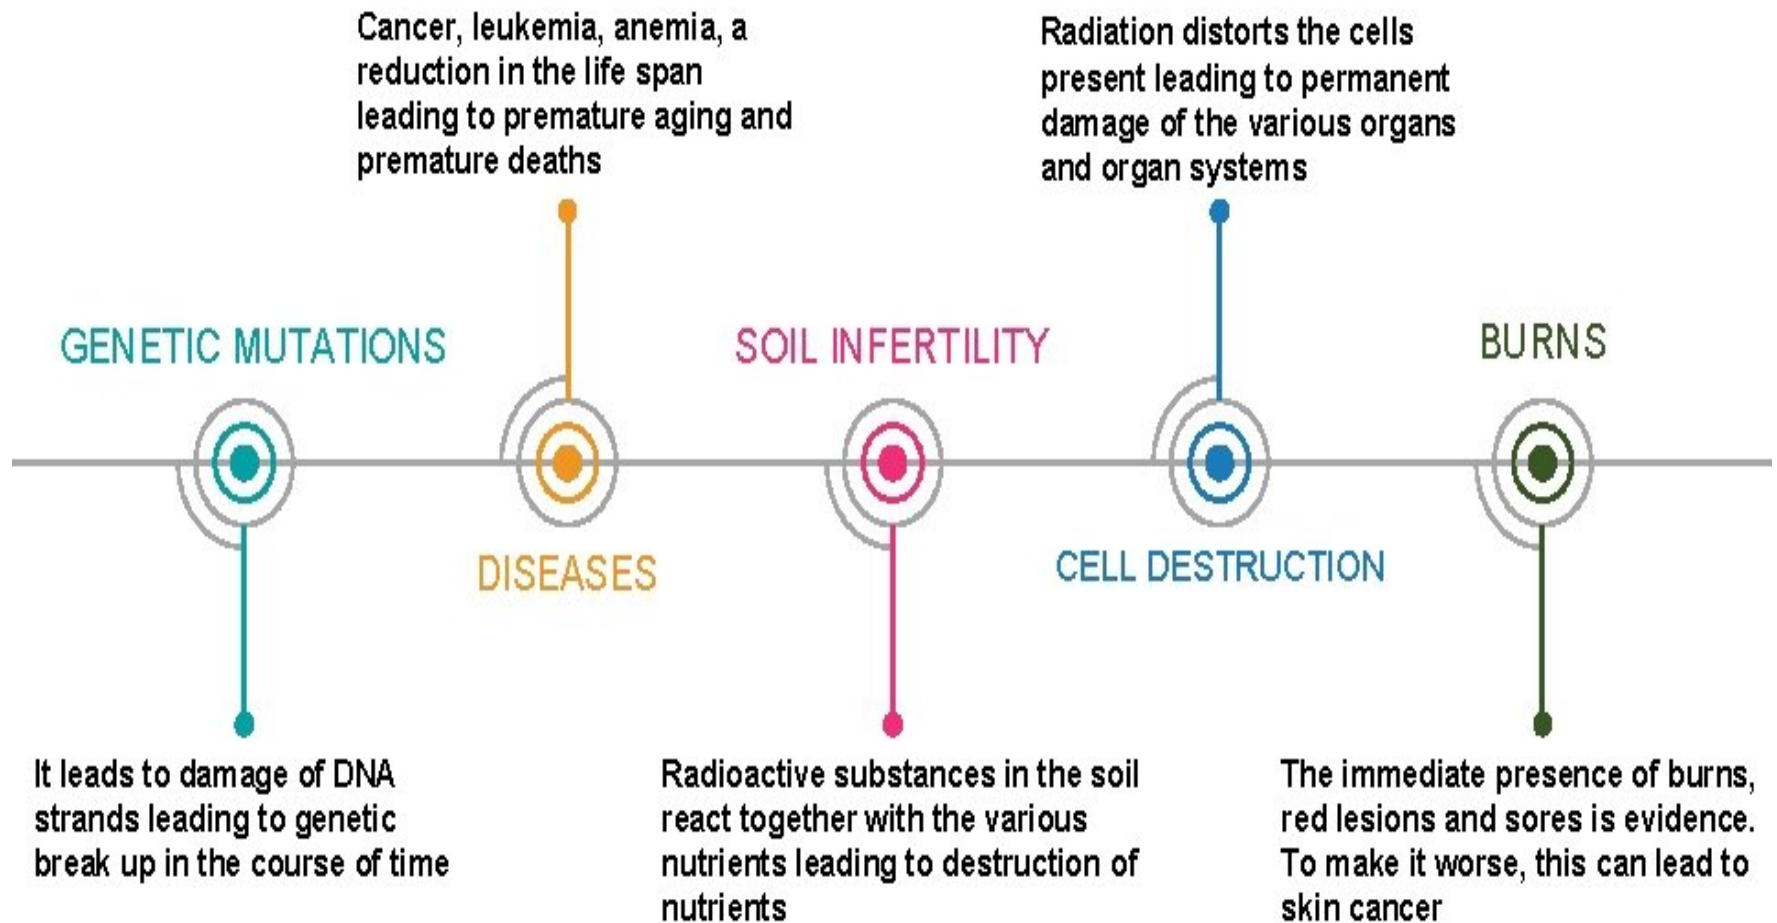 Cancer, leukemia, anemia, a
reduction in the life span
leading to premature aging and
premature deaths
Radiation distorts the cells
present leading to permanent
damage of the various organs
and organ systems
GENETIC MUTATIONS
SOIL INFERTILITY
BURNS
DISEASES
CELL DESTRUCTION
It leads to damage of DNA
strands leading to genetic
break up in the course of time
Radioactive substances in the soil
react together with the various
nutrients leading to destruction of
nutrients
The immediate presence of burns,
red lesions and sores is evidence.
To make it worse, this can lead to
skin cancer